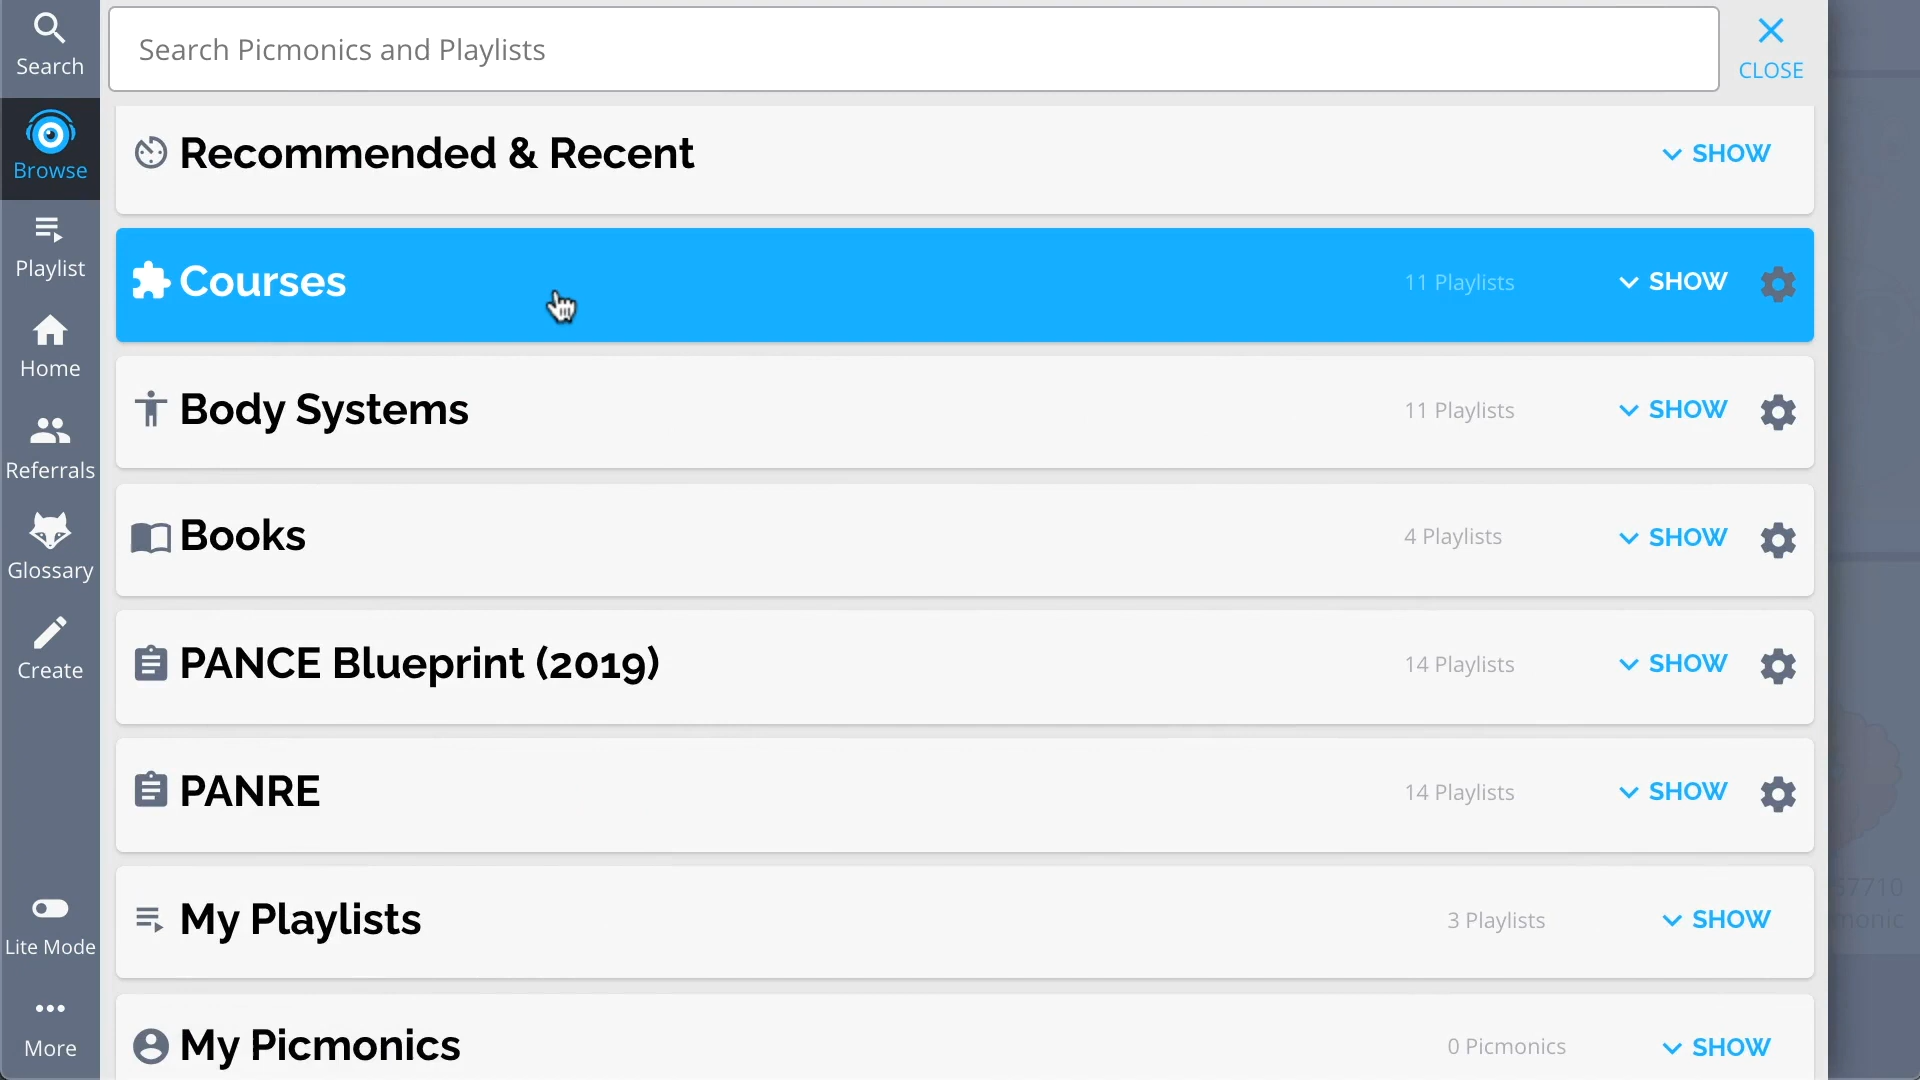 Search
Search Picmonics and Playlists
CLOSE
Browse
Recommended & Recent
SHOW
Courses
11 Playlists
SHOW
Playlist
Home
Body Systems
11 Playlists
SHOW
Referrals
Books
4 Playlists
SHOW
Glossary
Create
PANCE Blueprint (2019)
14 Playlists
SHOW
PANRE
14 Playlists
SHOW
57710
monic
My Playlists
3 Playlists
SHOW
Lite Mode
My Picmonics
0 Picmonics
SHOW
More